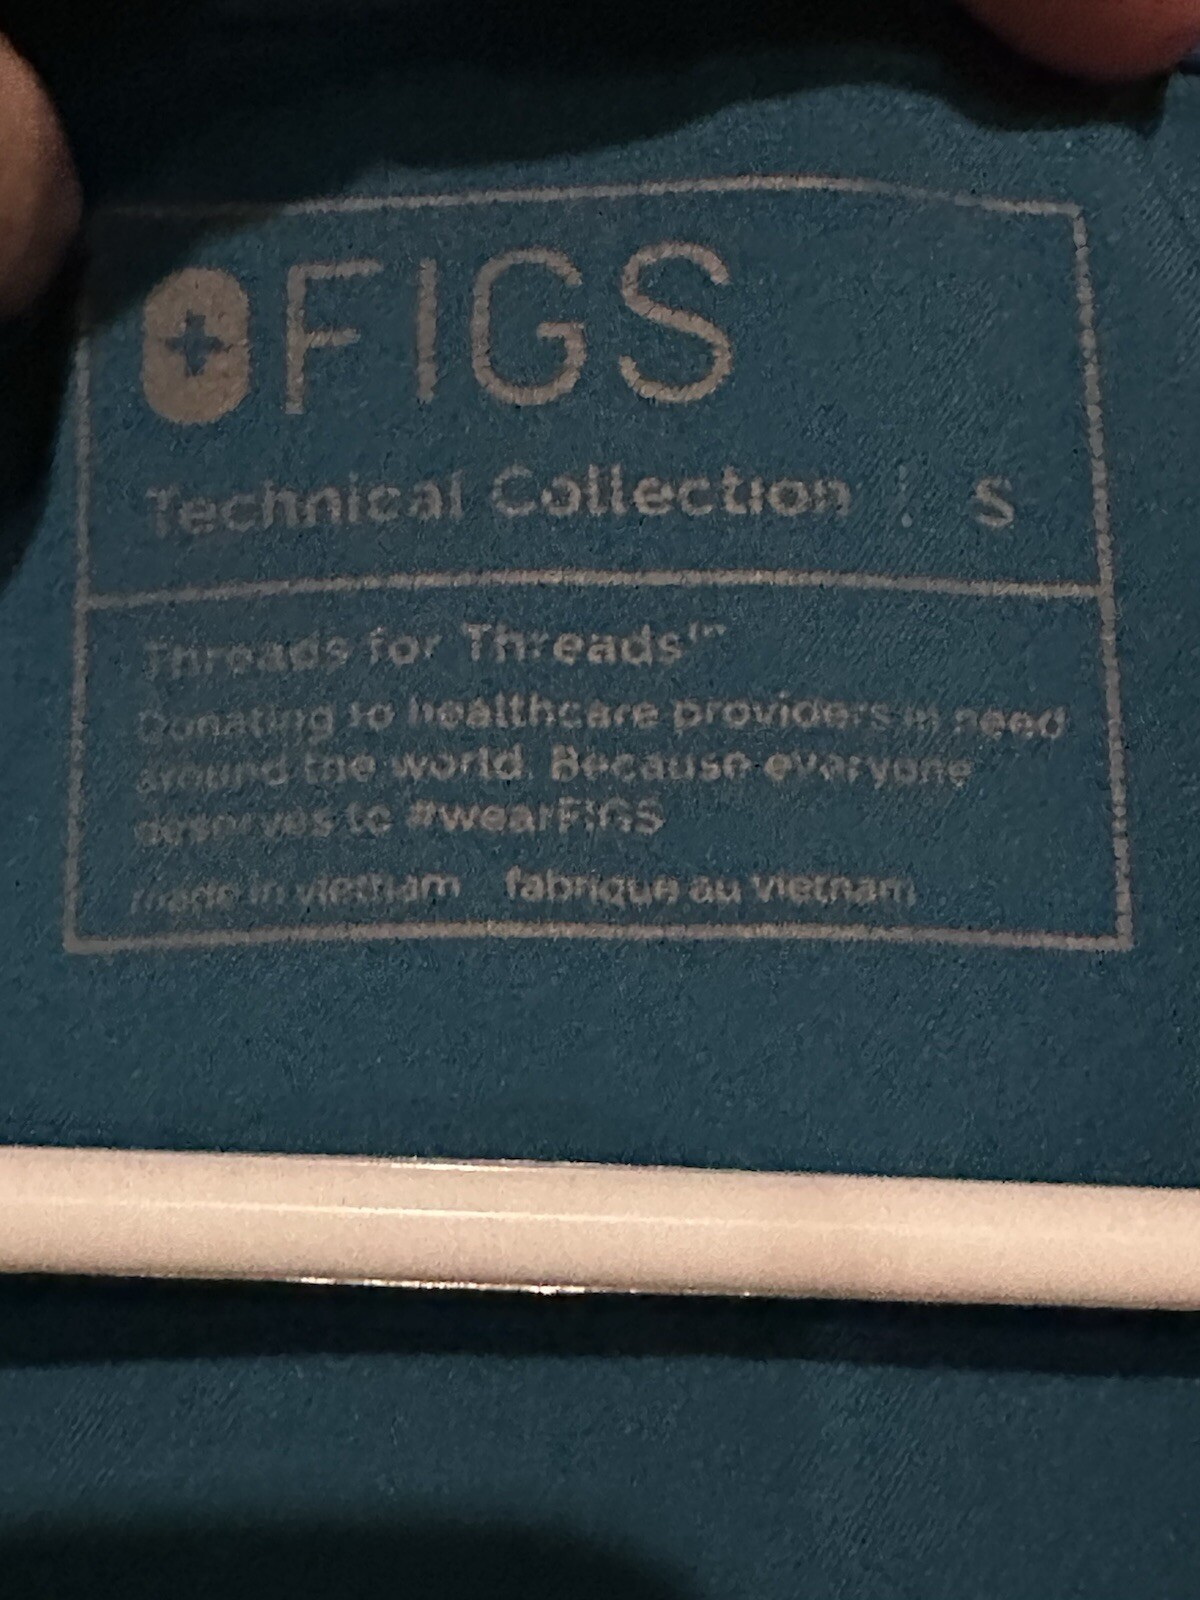 FIGS
Technical Collection | S
Threads for Threads™
Donating to healthcare providers in need
around the world. Because everyone
deserves to #wearFIGS
made in vietnam fabrique au vietnam